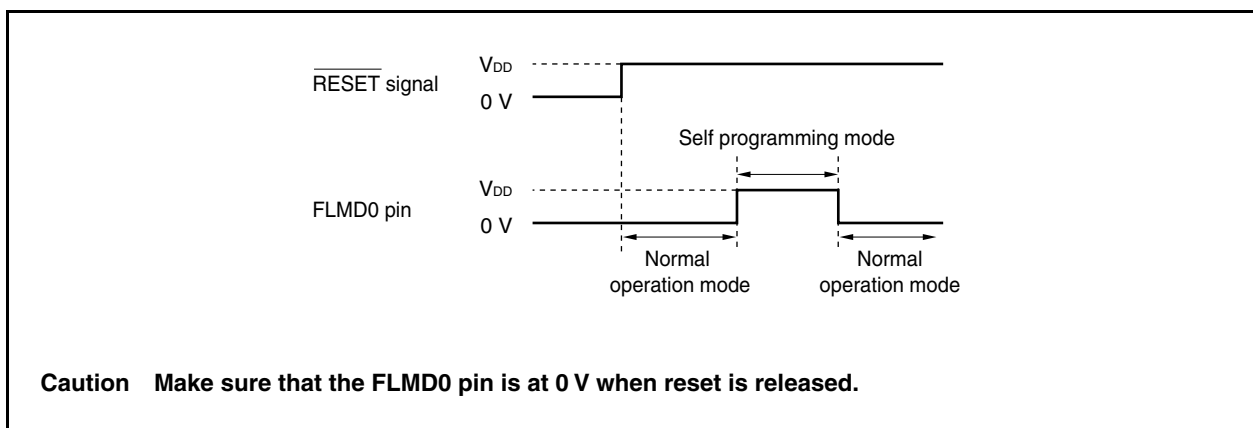 VDD
RESET signal
0 V
Self programming mode
VDD
FLMD0 pin
0 V
Normal
operation mode
Normal
operation mode
Caution Make sure that the FLMD0 pin is at 0 V when reset is released.